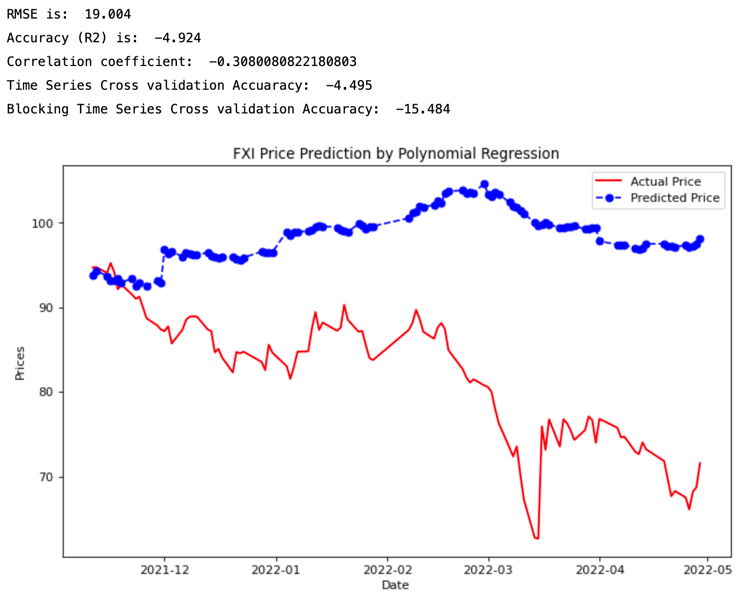 RMSE is:  19.004
Accuracy (R2) is:  -4.924
Correlation coefficient:  -0.3080080822180803
Time Series Cross validation Accuaracy:  -4.495
Blocking Time Series Cross validation Accuaracy:  -15.484
FXI Price Prediction by Polynomial Regression
Actual Price
Predicted Price
100
90
80
70
Prices
2021-12
2022-01
2022-02
2022-03
2022-04
2022-05
Date